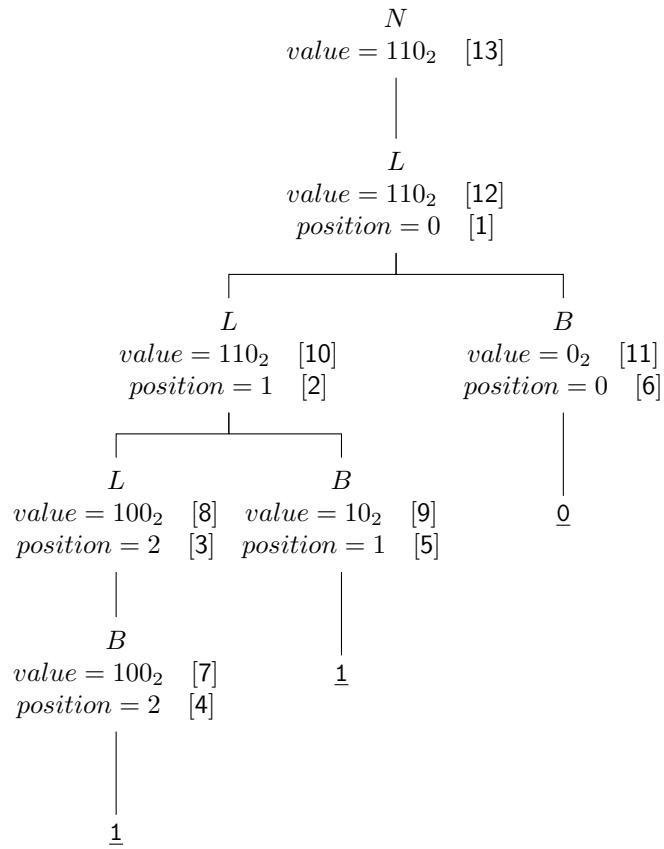 N
value = 110₂ [13]
L
value = 110₂ [12]
position = 0 [1]
L B
value = 110₂ [10] value = 0₂ [11]
position = 1 [2] position = 0 [6]
L B
value = 100₂ [8] value = 10₂ [9] 0
position = 2 [3] position = 1 [5]
B
value = 100₂ [7] 1
position = 2 [4]
1